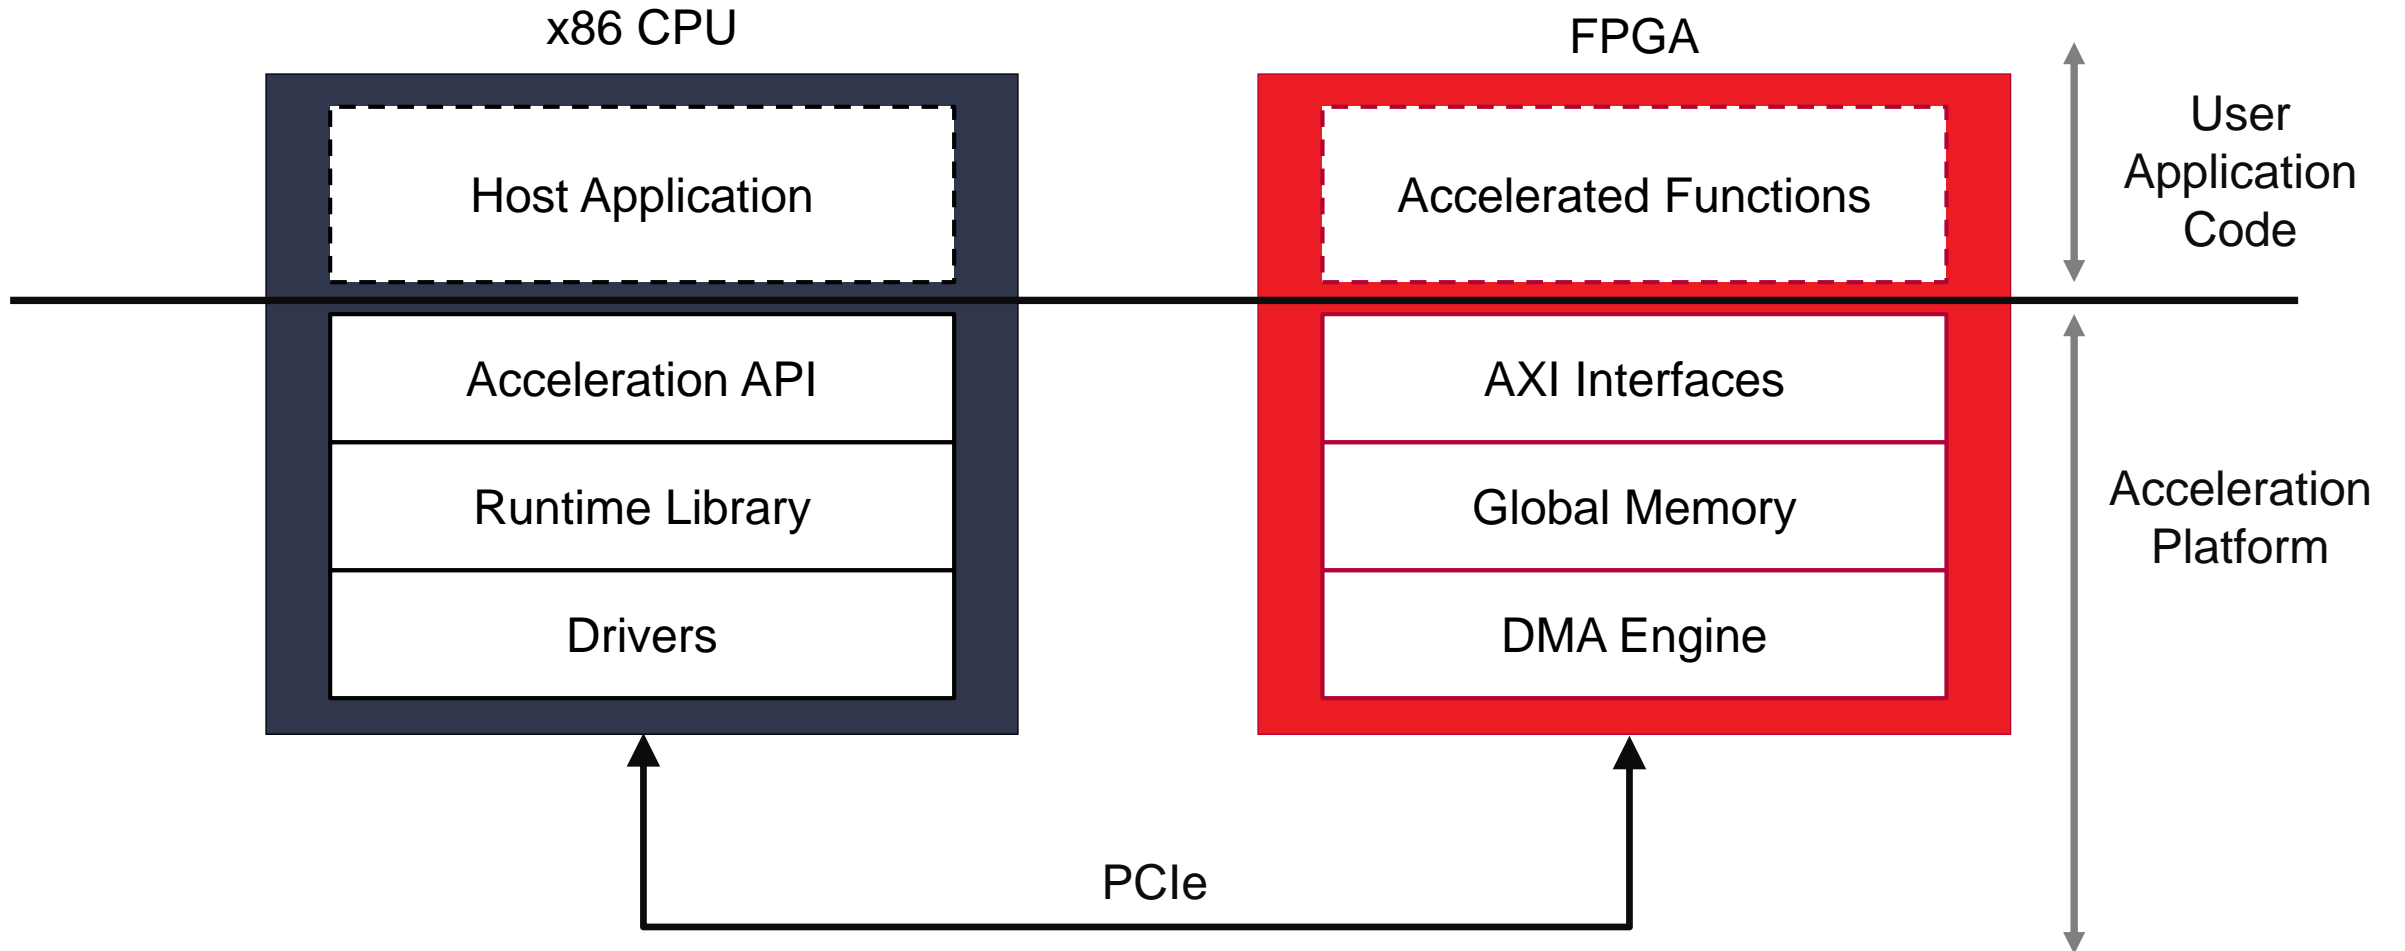 x86 CPU
FPGA
Host Application
Accelerated Functions
User
Application
Code
Acceleration API
AXI Interfaces
Runtime Library
Global Memory
Acceleration
Platform
Drivers
DMA Engine
PCIe